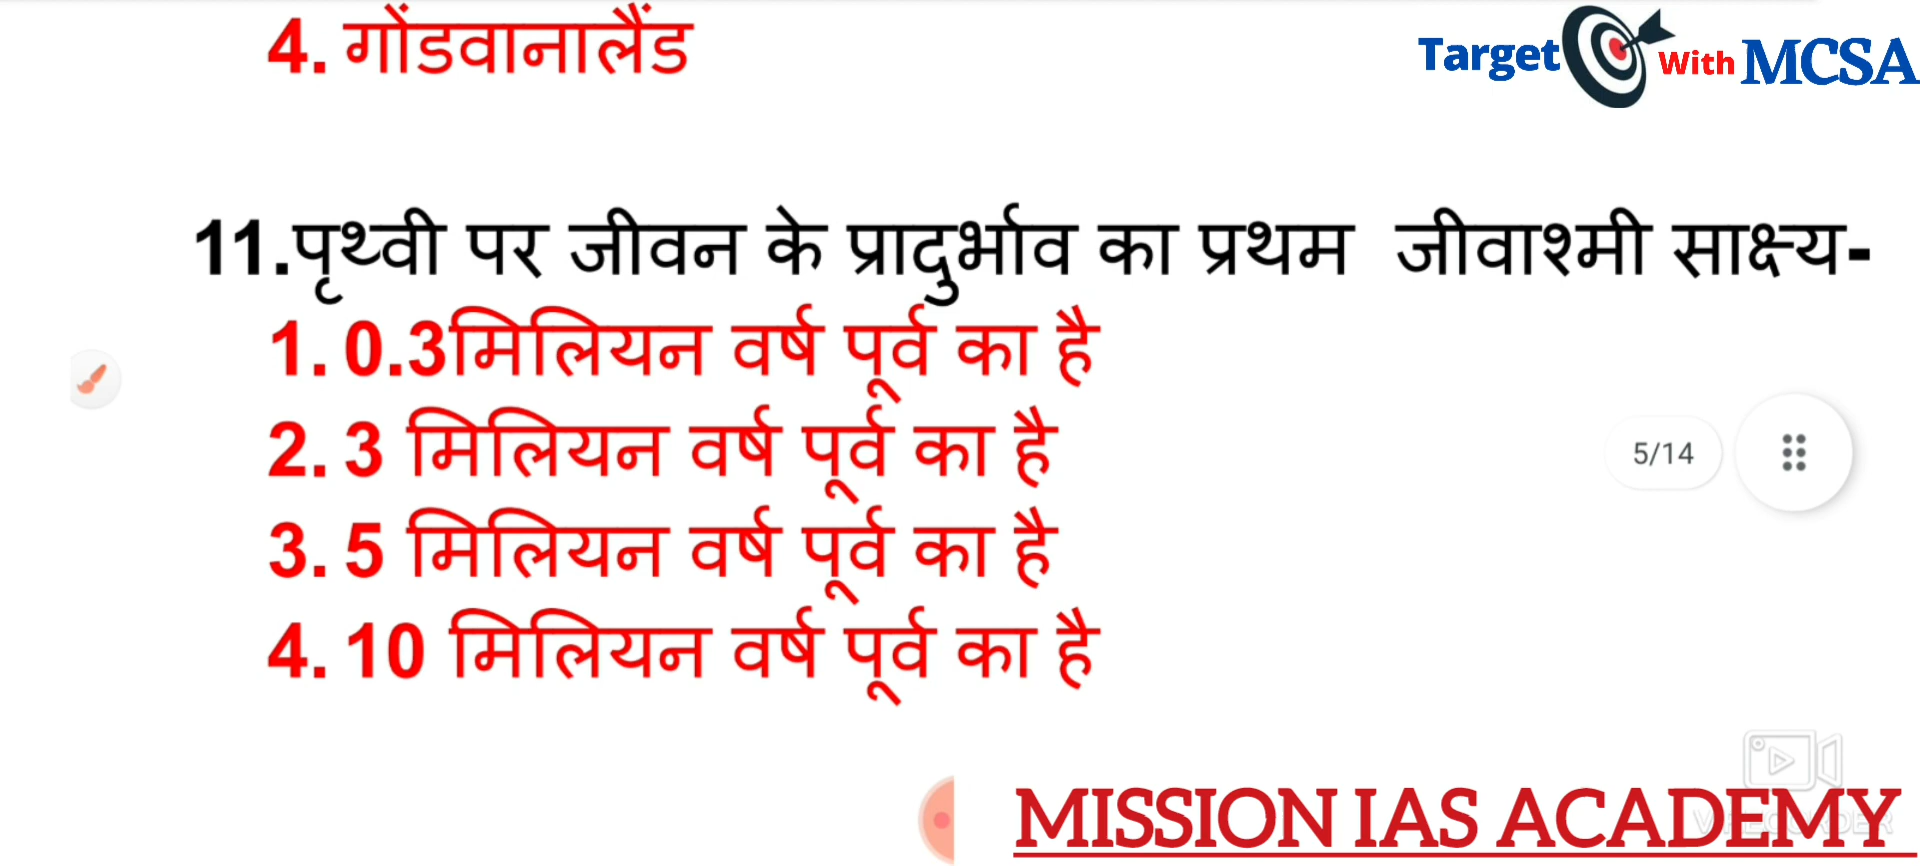 4. गोंडवानालैंड
Target With MCSA
11.पृथ्वी पर जीवन के प्रादुर्भाव का प्रथम जीवाश्मी साक्ष्य-
1. 0.3मिलियन वर्ष पूर्व का है
2. 3 मिलियन वर्ष पूर्व का है
5/14
3. 5 मिलियन वर्ष पूर्व का है
4. 10 मिलियन वर्ष पूर्व का है
MISSION IAS ACADEMY